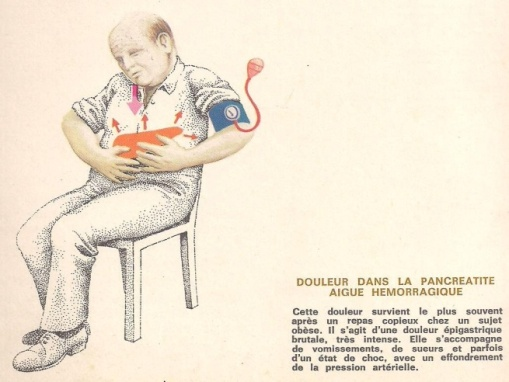 DOULEUR DANS LA PANCREATITE
AIGUE HEMORRAGIQUE
Cette douleur survient le plus souvent
après un repas copieux chez un sujet
obèse. Il s'agit d'une douleur épigastrique
brutale, très intense. Elle s'accompagne
de vomissements, de sueurs et parfois
d'un état de choc, avec un effondrement
de la pression artérielle.